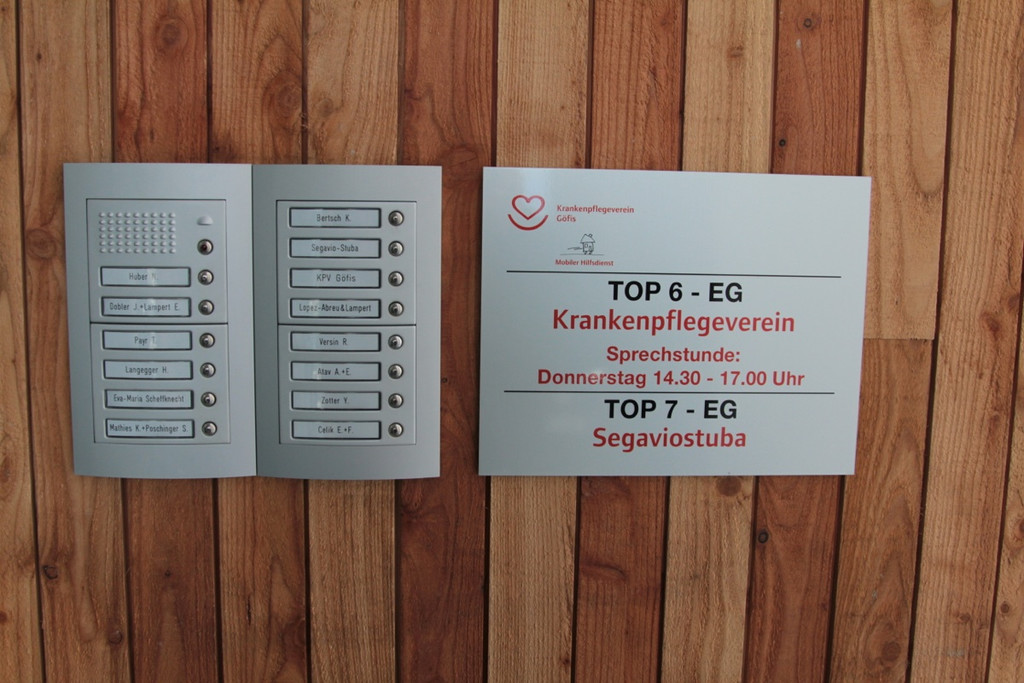 Huber
Dobler J.+Lampert E.
Payr
Langegger H.
Eva-Maria Scheffknecht
Mathies K.+Poschinger S.
Bertsch K.
Segavio-Stuba
KPV Göfis
Lopez-Abreu&Lampert
Versin R.
Atav A.+E.
Zotter Y.
Celik E.+F.
Krankenpflegeverein
Göfis
Mobiler Hilfsdienst
TOP 6 - EG
Krankenpflegeverein
Sprechstunde:
Donnerstag 14.30 - 17.00 Uhr
TOP 7 - EG
Segaviostuba